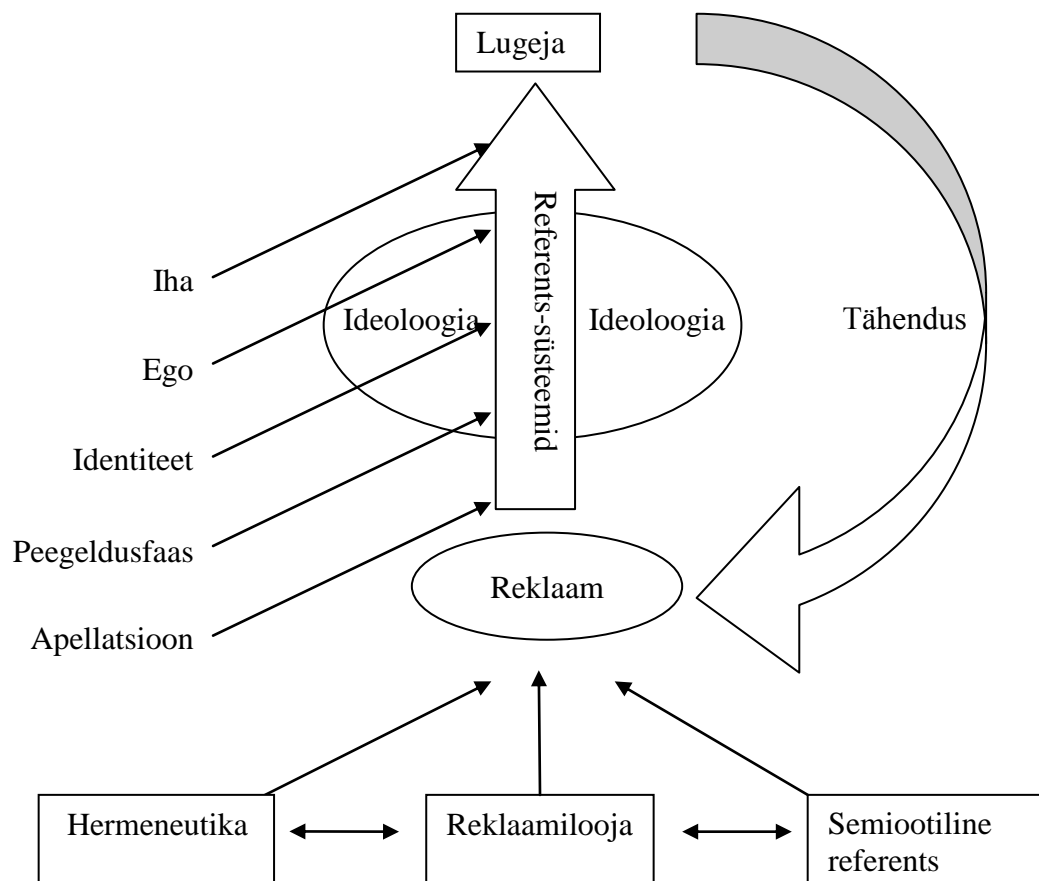 Lugeja
Referents-süsteemid
Iha
Ideoloogia
Ideoloogia
Tähendus
Ego
Identiteet
Peegeldusfaas
Reklaam
Apellatsioon
Hermeneutika
Reklaamilooja
Semiootiline
referents